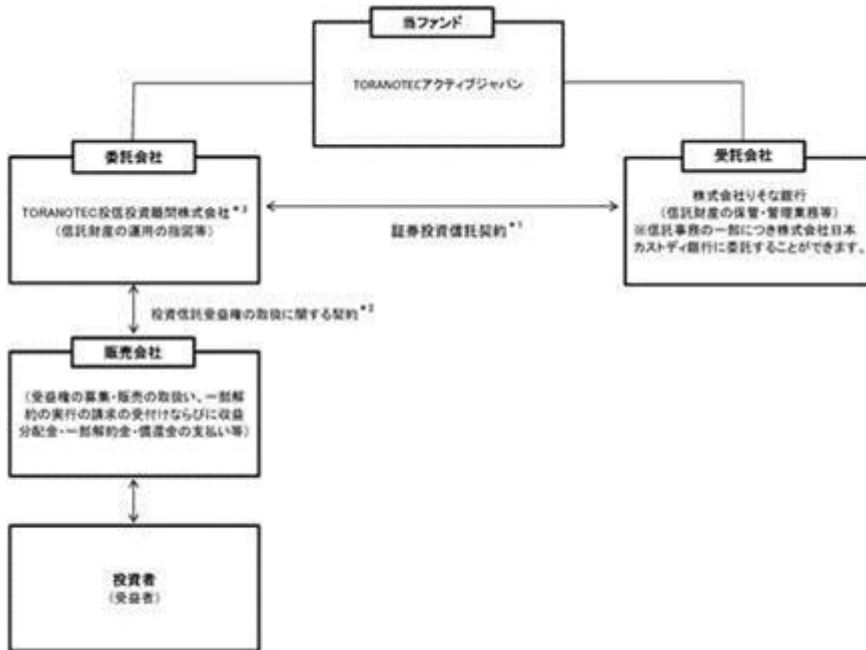 当ファンド
TORANOTECアクティブジャパン
委託会社
TORANOTEC投信投資顧問株式会社*3
(信託財産の運用の指図等)
受託会社
株式会社りそな銀行
(信託財産の保管・管理業務等)
※信託事務の一部につき株式会社日本
カストディ銀行に委託することができます。
証券投資信託契約*1
投資信託受益権の取扱に関する契約*2
販売会社
(受益権の募集・販売の取扱い、一部解
約の実行の請求の受付けならびに収益
分配金・一部解約金・償還金の支払い等)
投資者
(受益者)